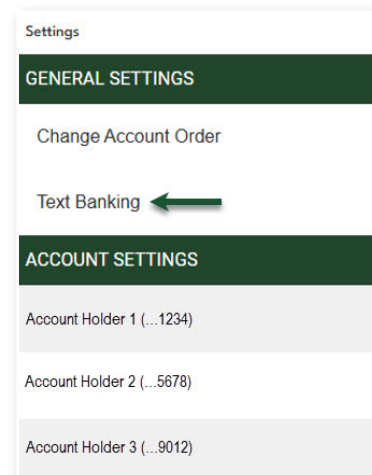 Settings
GENERAL SETTINGS
Change Account Order
Text Banking
ACCOUNT SETTINGS
Account Holder 1 (...1234)
Account Holder 2 (...5678)
Account Holder 3 (...9012)